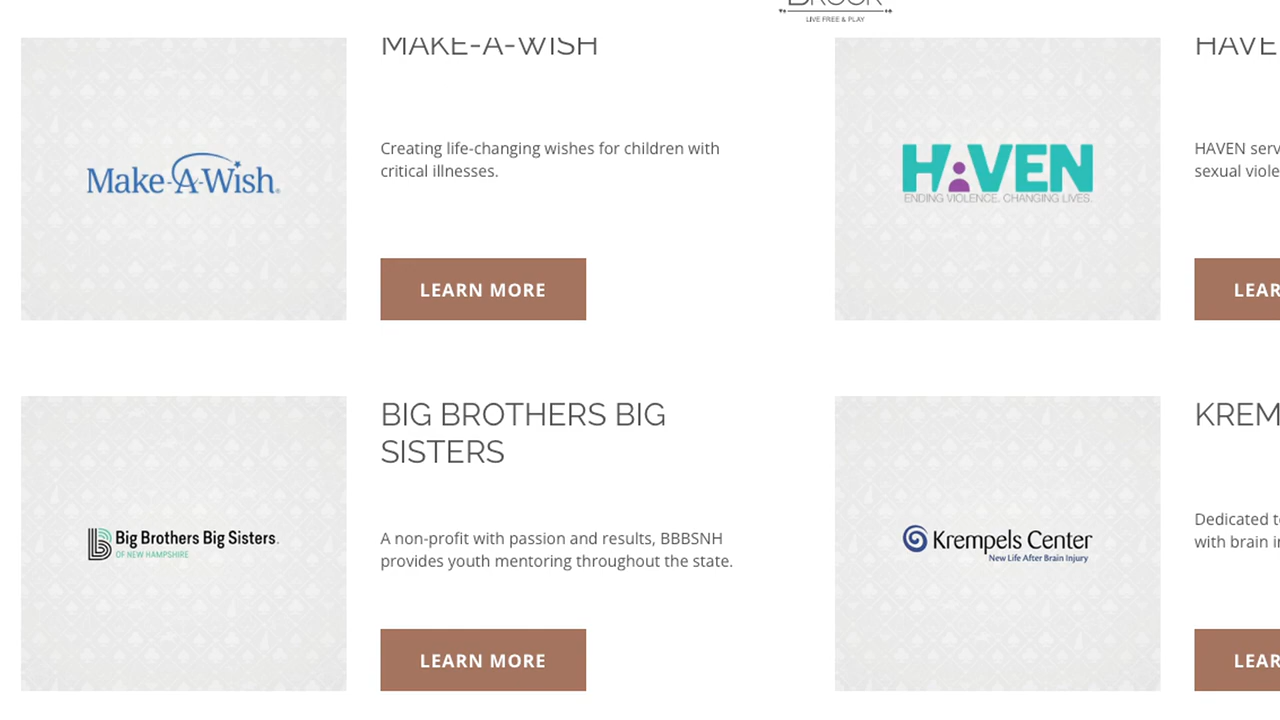 BROOK
LIVE FREE & PLAY
MAKE-A-WISH
Make-A-Wish®
Creating life-changing wishes for children with
critical illnesses.
LEARN MORE
HAVE
HAVEN
ENDING VIOLENCE. CHANGING LIVES.
HAVEN serv
sexual viole
LEAR
BIG BROTHERS BIG
SISTERS
Big Brothers Big Sisters.
OF NEW HAMPSHIRE
A non-profit with passion and results, BBBSNH
provides youth mentoring throughout the state.
LEARN MORE
KREM
Krempels Center
New Life After Brain Injury
Dedicated t
with brain i
LEAR